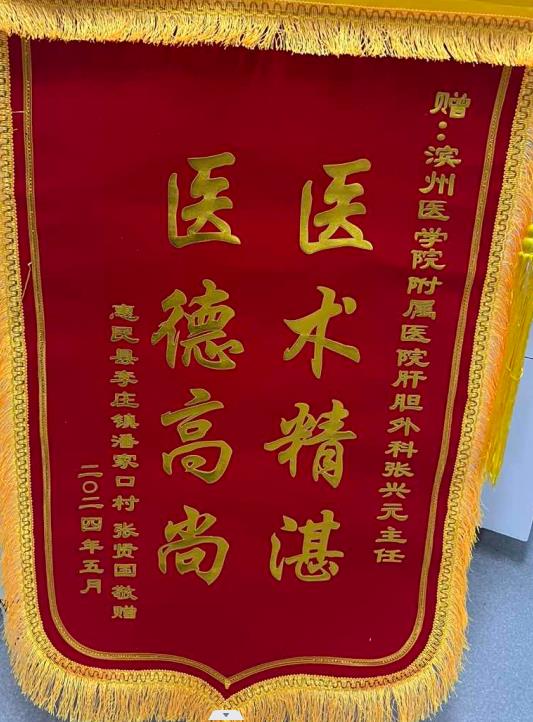 赠：滨州医学院附属医院肝胆外科张兴元主任
医术精湛
医德高尚
惠民县李庄镇潘家口村 张贤国敬赠
二〇二四年五月